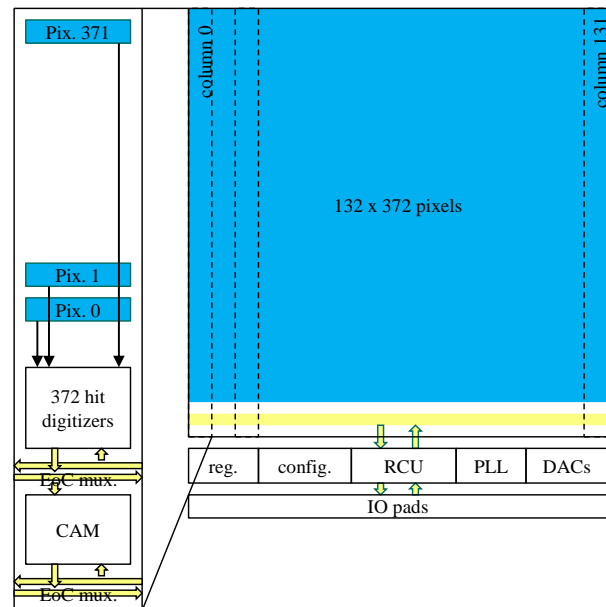 Pix. 371
Pix. 1
Pix. 0
372 hit
digitizers
EoC mux.
CAM
EoC mux.
column 0
column 131
132 x 372 pixels
reg.
config.
RCU
PLL
DACs
IO pads